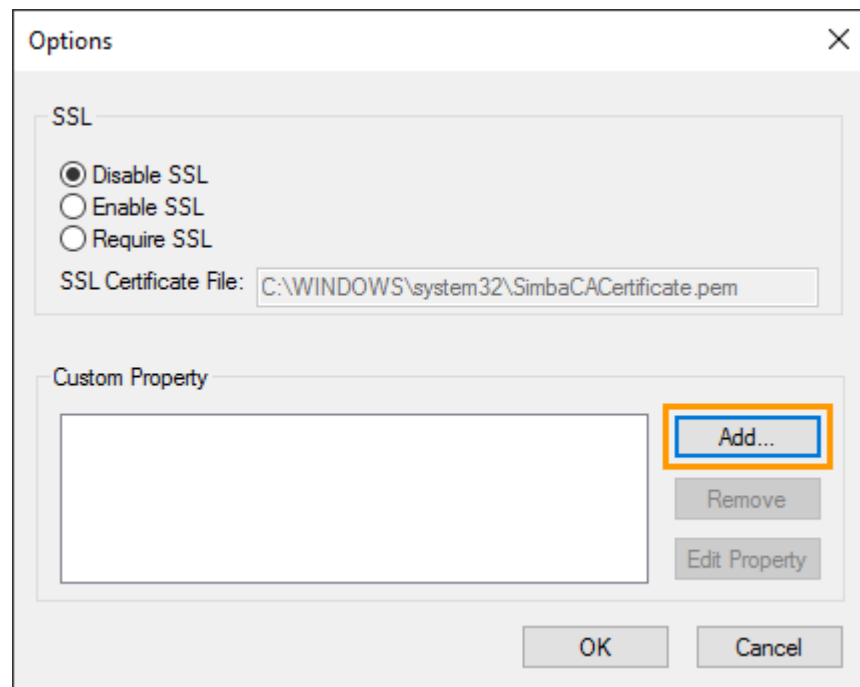 Options
SSL
Disable SSL
Enable SSL
Require SSL
SSL Certificate File: C:\WINDOWS\system32\SimbaCACertificate.pem
Custom Property
Add...
Remove
Edit Property
OK Cancel